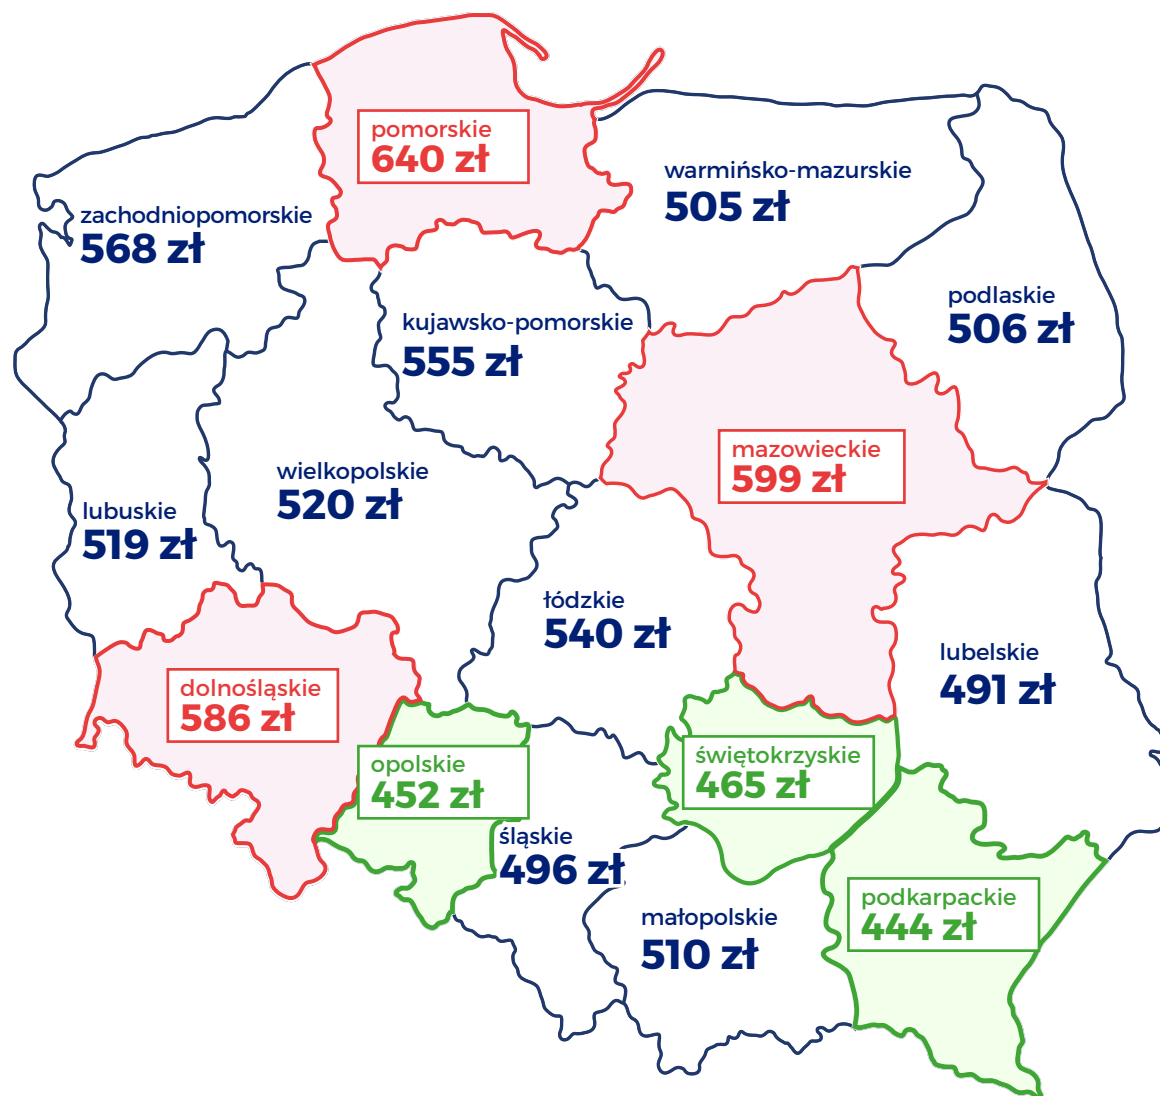 pomorskie
640 zł
warmińsko-mazurskie
505 zł
zachodniopomorskie
568 zł
podlaskie
506 zł
kujawsko-pomorskie
555 zł
mazowieckie
599 zł
wielkopolskie
520 zł
lubuskie
519 zł
łódzkie
540 zł
lubelskie
491 zł
dolnośląskie
586 zł
opolskie
452 zł
świętokrzyskie
465 zł
śląskie
496 zł
podkarpackie
444 zł
małopolskie
510 zł